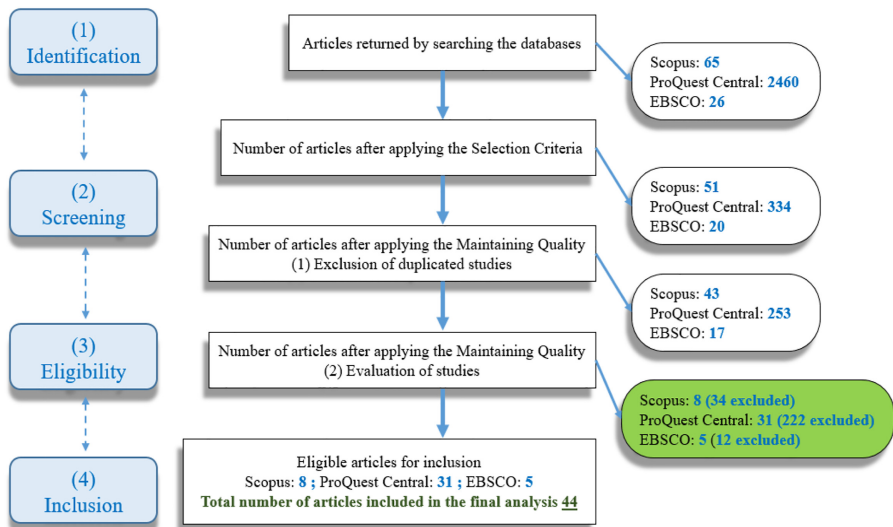 (1)
Identification
Articles returned by searching the databases
Scopus: 65
ProQuest Central: 2460
EBSCO: 26
(2)
Screening
Number of articles after applying the Selection Criteria
Scopus: 51
ProQuest Central: 334
EBSCO: 20
Number of articles after applying the Maintaining Quality
(1) Exclusion of duplicated studies
Scopus: 43
ProQuest Central: 253
EBSCO: 17
(3)
Eligibility
Number of articles after applying the Maintaining Quality
(2) Evaluation of studies
Scopus: 8 (34 excluded)
ProQuest Central: 31 (222 excluded)
EBSCO: 5 (12 excluded)
(4)
Inclusion
Eligible articles for inclusion
Scopus: 8 ; ProQuest Central: 31 ; EBSCO: 5
Total number of articles included in the final analysis 44